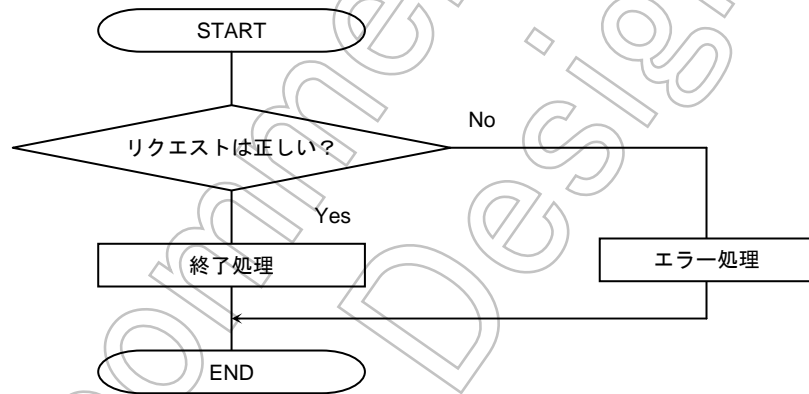 START
リクエストは正しい？
No
Yes
終了処理
エラー処理
END